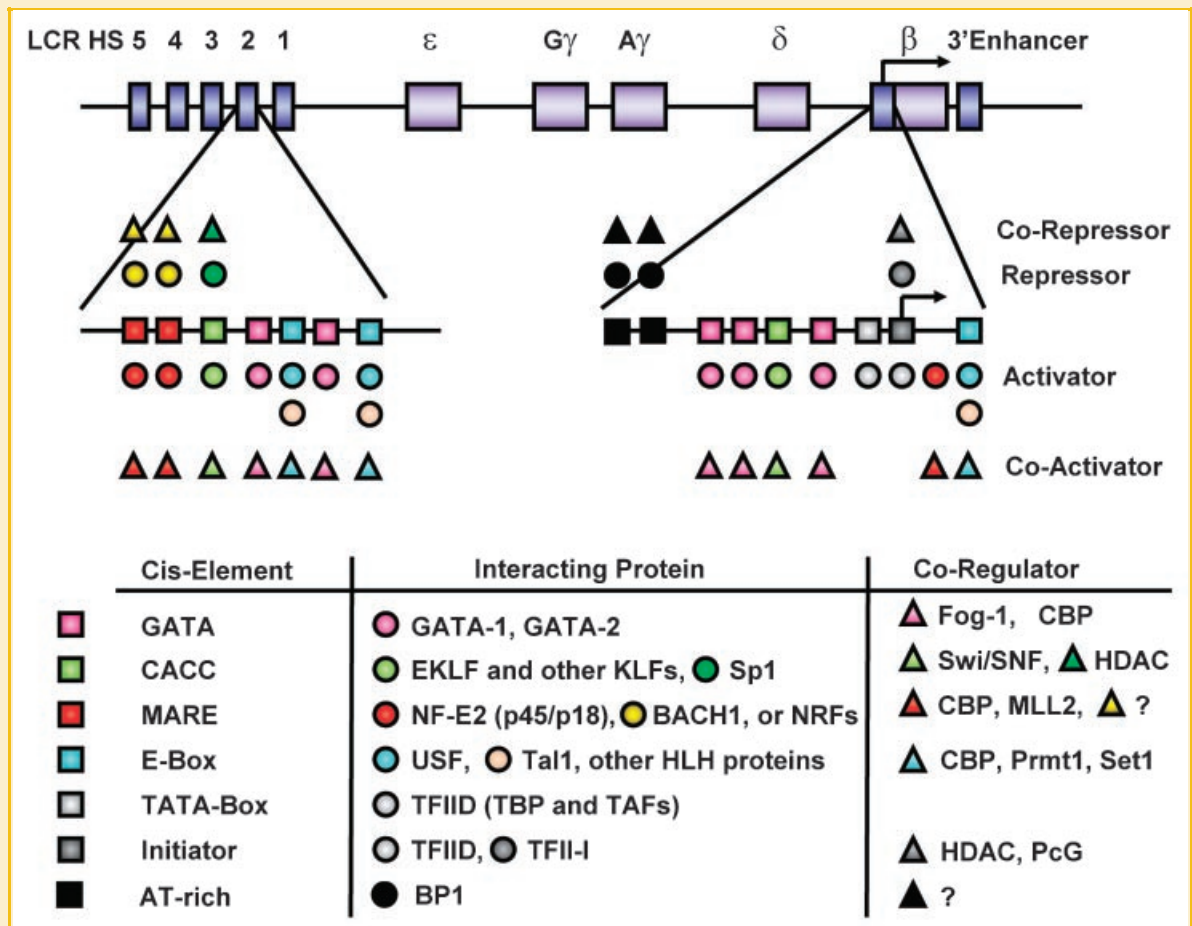 LCR HS 5 4 3 2 1 ε Gγ Aγ δ β 3'Enhancer
Co-Repressor
Repressor
Activator
Co-Activator
Cis-Element Interacting Protein Co-Regulator
GATA GATA-1, GATA-2 Fog-1, CBP
CACC EKLF and other KLFs, Sp1 Swi/SNF, HDAC
MARE NF-E2 (p45/p18), BACH1, or NRFs CBP, MLL2, ?
E-Box USF, Tal1, other HLH proteins CBP, Prmt1, Set1
TATA-Box TFIID (TBP and TAFs)
Initiator TFIID, TFII-I HDAC, PcG
AT-rich BP1 ?